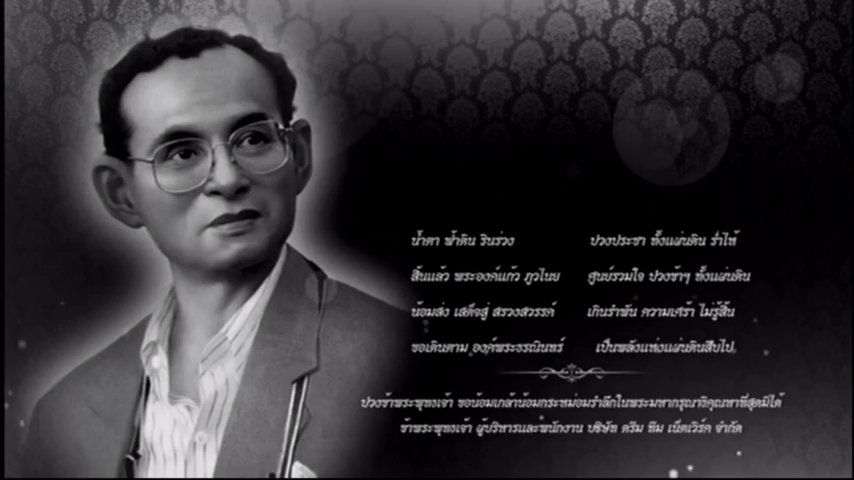 น้ำตา ฟ้าดิน รินร่วง ปวงประชา ทั้งแผ่นดิน ร่ำไห้
สิ้นแล้ว พระองค์แก้ว ภูวไนย ศูนย์รวมใจ ปวงข้าฯ ทั้งแผ่นดิน
น้อมส่ง เสด็จสู่ สรวงสวรรค์ เกินรำพัน ความเศร้า ไม่รู้สิ้น
ขอเดินตาม องค์พระธรณินทร์ เป็นพลังแห่งแผ่นดินสืบไป
ปวงข้าพระพุทธเจ้า ขอน้อมเกล้าน้อมกระหม่อมรำลึกในพระมหากรุณาธิคุณหาที่สุดมิได้
ข้าพระพุทธเจ้า ผู้บริหารและพนักงาน บริษัท ดรีม ทีม เน็ตเวิร์ค จำกัด